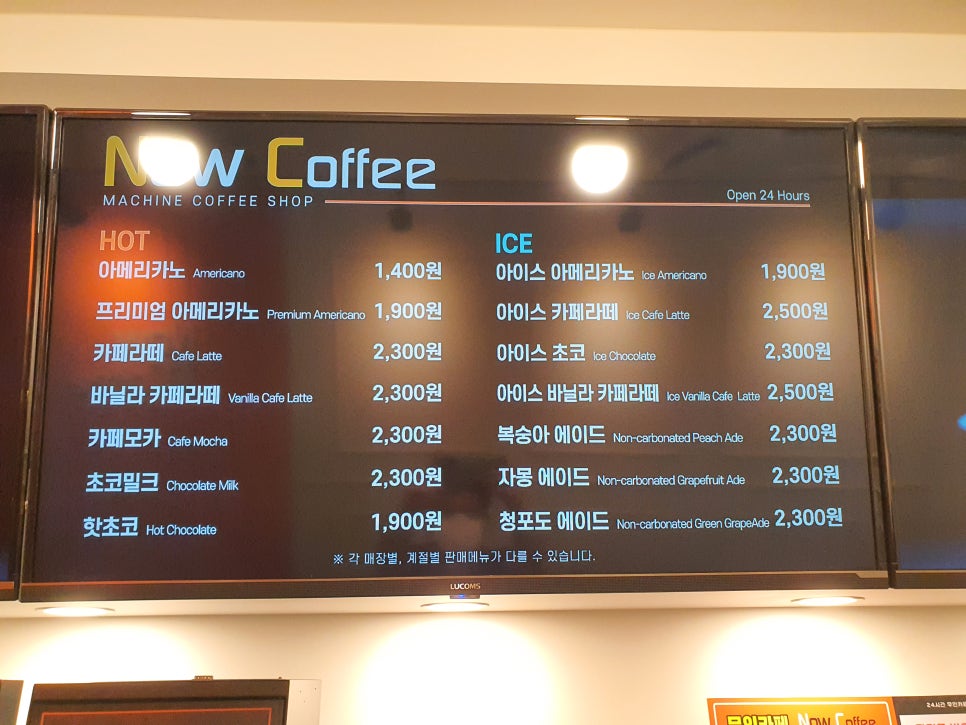 Now Coffee
MACHINE COFFEE SHOP
Open 24 Hours
HOT
아메리카노 Americano 1,400원
프리미엄 아메리카노 Premium Americano 1,900원
카페라떼 Cafe Latte 2,300원
바닐라 카페라떼 Vanilla Cafe Latte 2,300원
카페모카 Cafe Mocha 2,300원
초코밀크 Chocolate Milk 2,300원
핫초코 Hot Chocolate 1,900원
ICE
아이스 아메리카노 Ice Americano 1,900원
아이스 카페라떼 Ice Cafe Latte 2,500원
아이스 초코 Ice Chocolate 2,300원
아이스 바닐라 카페라떼 Ice Vanilla Cafe Latte 2,500원
복숭아 에이드 Non-carbonated Peach Ade 2,300원
자몽 에이드 Non-carbonated Grapefruit Ade 2,300원
청포도 에이드 Non-carbonated Green GrapeAde 2,300원
※ 각 매장별, 계절별 판매메뉴가 다를 수 있습니다.
LUCOMS
무인카페 Now Coffee